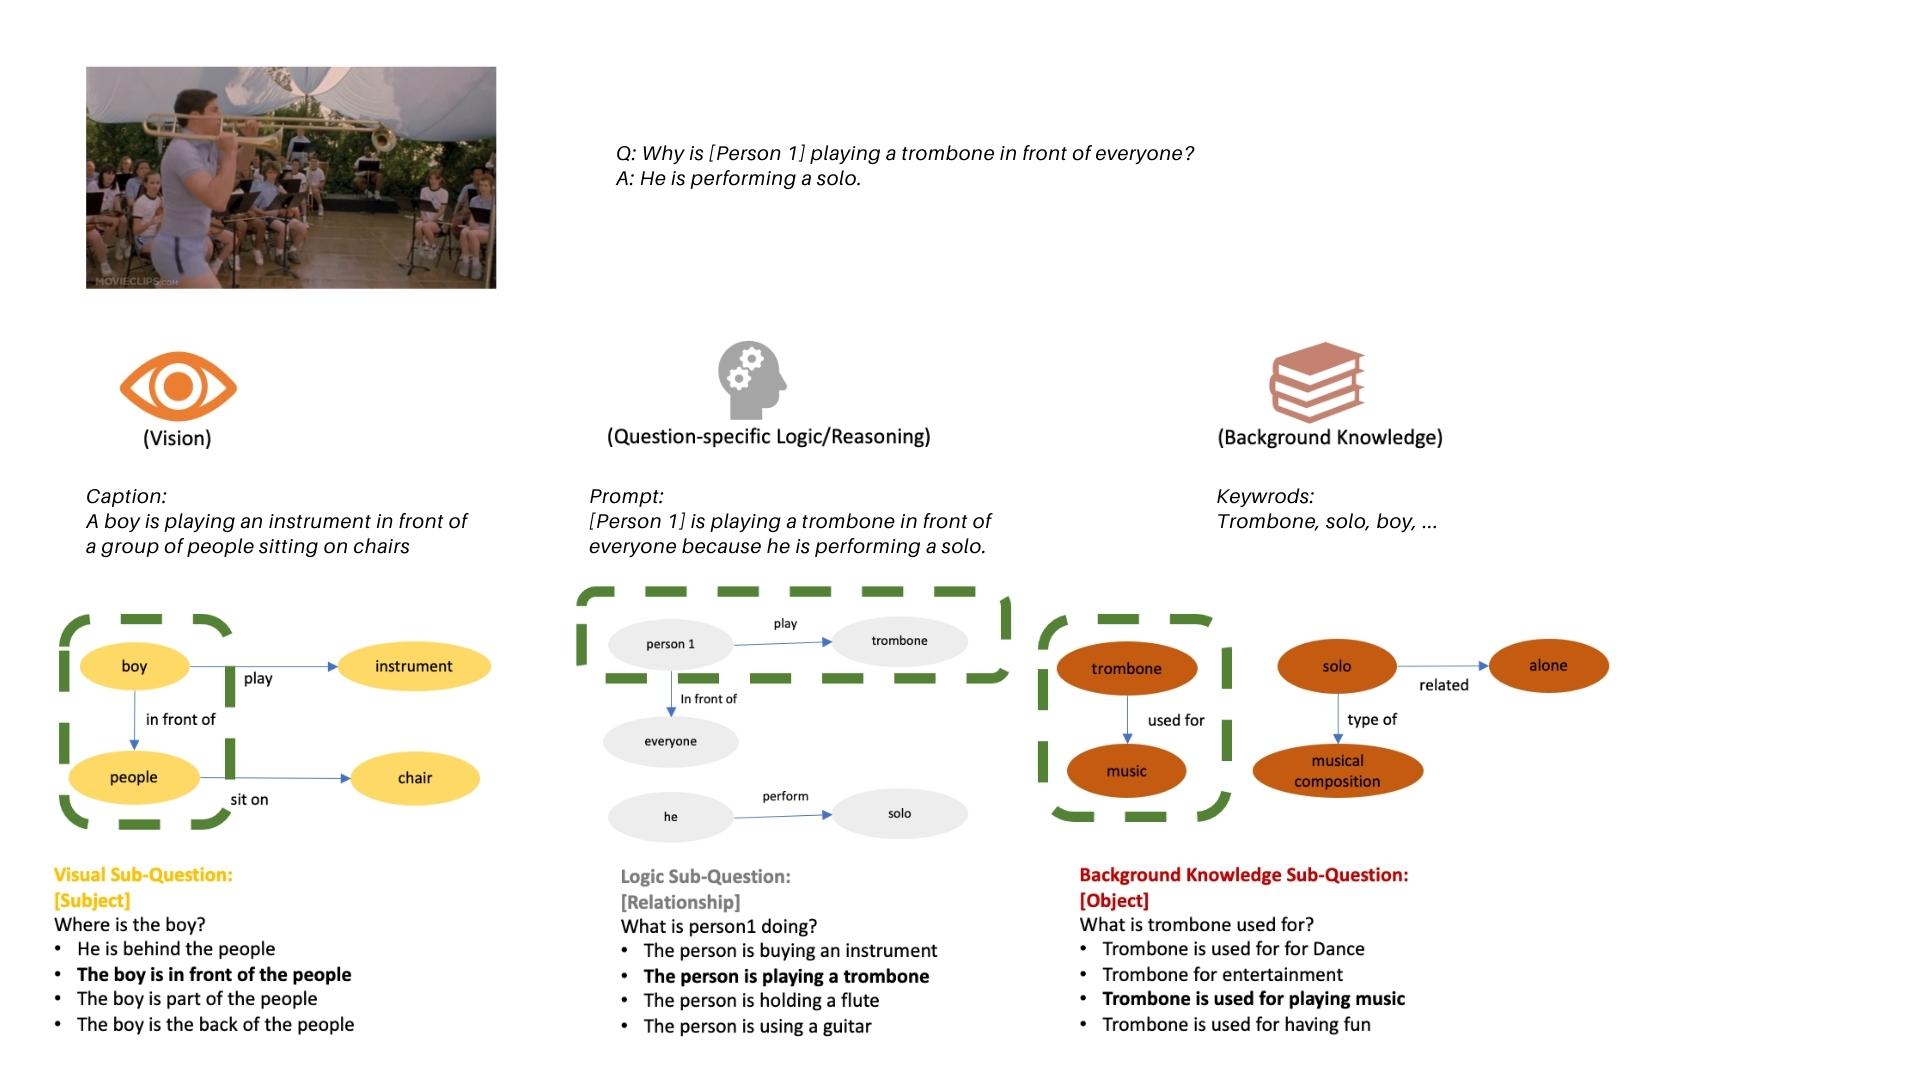 MOVIECLIPS.COM
Q: Why is [Person 1] playing a trombone in front of everyone?
A: He is performing a solo.
(Vision)
(Question-specific Logic/Reasoning)
(Background Knowledge)
Caption:
A boy is playing an instrument in front of
a group of people sitting on chairs
Prompt:
[Person 1] is playing a trombone in front of
everyone because he is performing a solo.
Keywrods:
Trombone, solo, boy, ...
boy
play
instrument
in front of
people
sit on
chair
person 1
play
trombone
In front of
everyone
he
perform
solo
trombone
used for
music
solo
related
alone
type of
musical
composition
Visual Sub-Question:
[Subject]
Where is the boy?
• He is behind the people
• The boy is in front of the people
• The boy is part of the people
• The boy is the back of the people
Logic Sub-Question:
[Relationship]
What is person1 doing?
• The person is buying an instrument
• The person is playing a trombone
• The person is holding a flute
• The person is using a guitar
Background Knowledge Sub-Question:
[Object]
What is trombone used for?
• Trombone is used for for Dance
• Trombone for entertainment
• Trombone is used for playing music
• Trombone is used for having fun